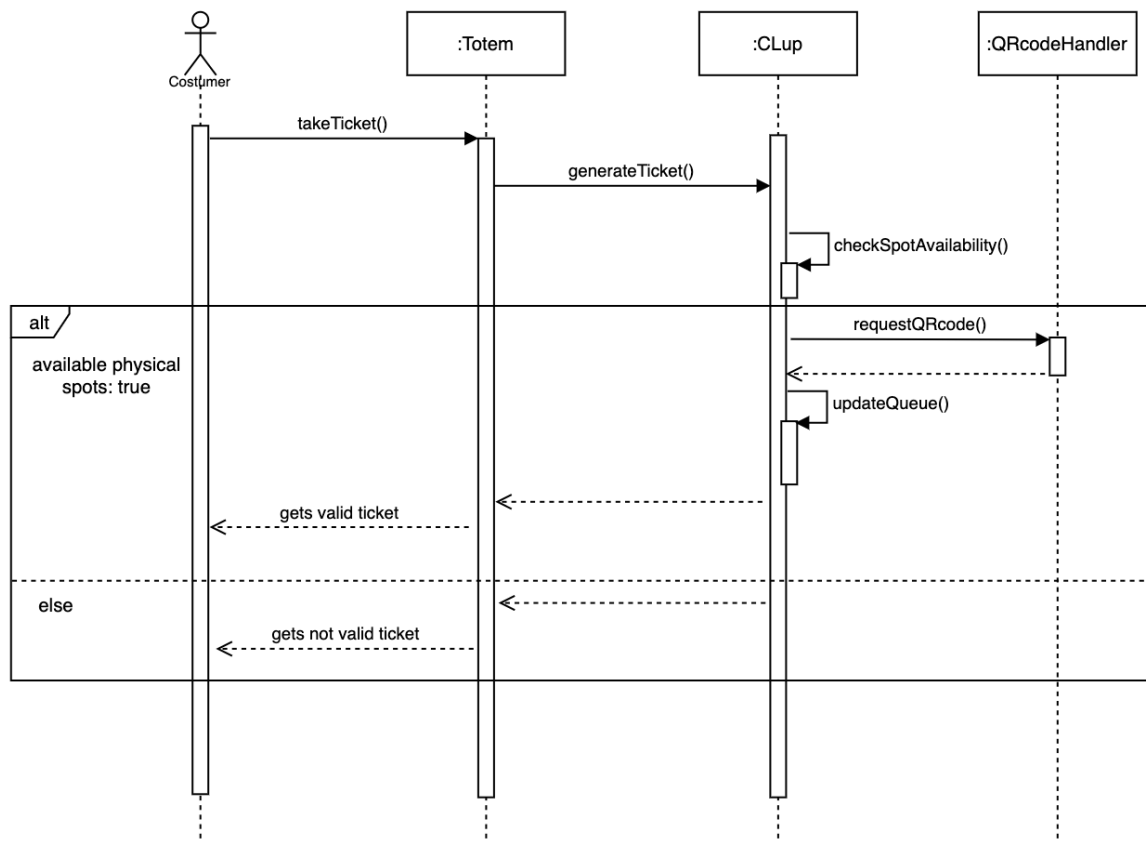 Costumer
:Totem
:CLup
:QRcodeHandler
takeTicket()
generateTicket()
checkSpotAvailability()
alt
requestQRcode()
available physical
spots: true
updateQueue()
gets valid ticket
else
gets not valid ticket